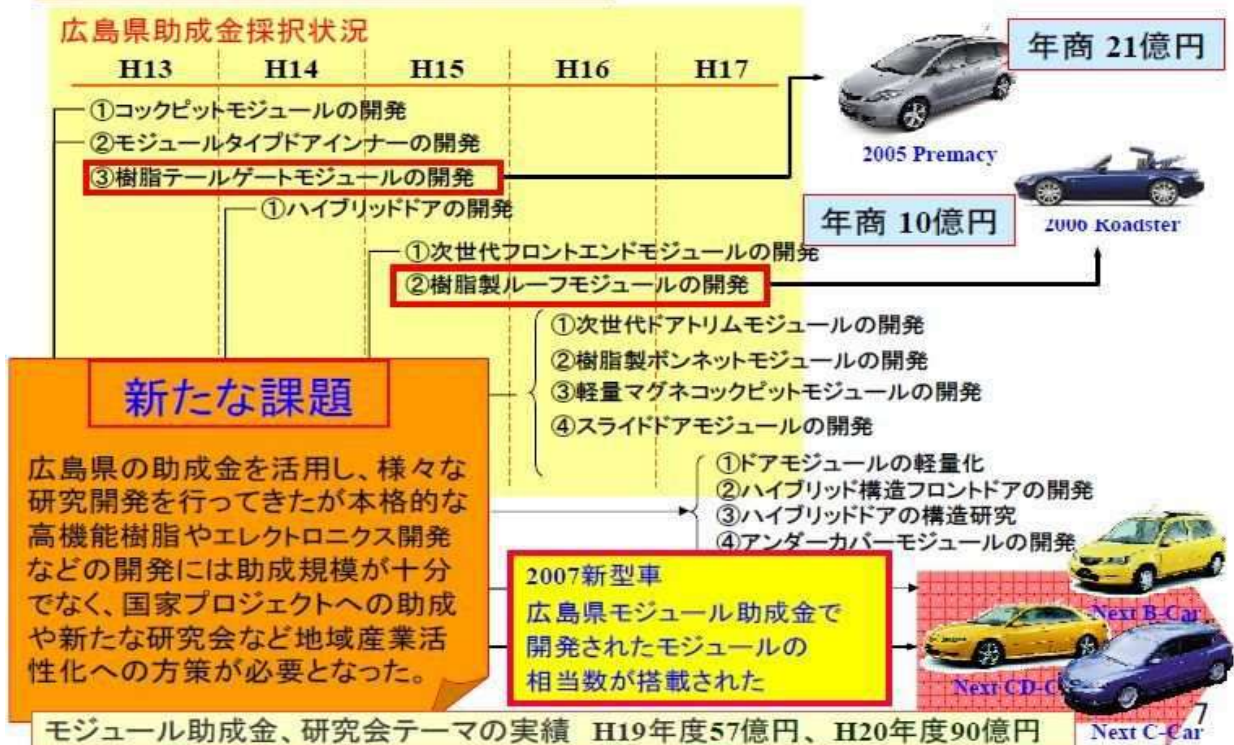 広島県助成金採択状況
H13 H14 H15 H16 H17
年商 21億円
①コックピットモジュールの開発
②モジュールタイプドアインナーの開発
③樹脂テールゲートモジュールの開発
2005 Premacy
①ハイブリッドドアの開発
年商 10億円
2006 Roadster
①次世代フロントエンドモジュールの開発
②樹脂製ルーフモジュールの開発
①次世代ドアトリムモジュールの開発
②樹脂製ボンネットモジュールの開発
③軽量マグネコックピットモジュールの開発
④スライドドアモジュールの開発
新たな課題
広島県の助成金を活用し、様々な
研究開発を行ってきたが本格的な
高機能樹脂やエレクトロニクス開発
などの開発には助成規模が十分
でなく、国家プロジェクトへの助成
や新たな研究会など地域産業活
性化への方策が必要となった。
①ドアモジュールの軽量化
②ハイブリッド構造フロントドアの開発
③ハイブリッドドアの構造研究
④アンダーカバーモジュールの開発
2007新型車
広島県モジュール助成金で
開発されたモジュールの
相当数が搭載された
Next B-Car
Next CD-C
Next C-Car
7
モジュール助成金、研究会テーマの実績 H19年度57億円、H20年度90億円